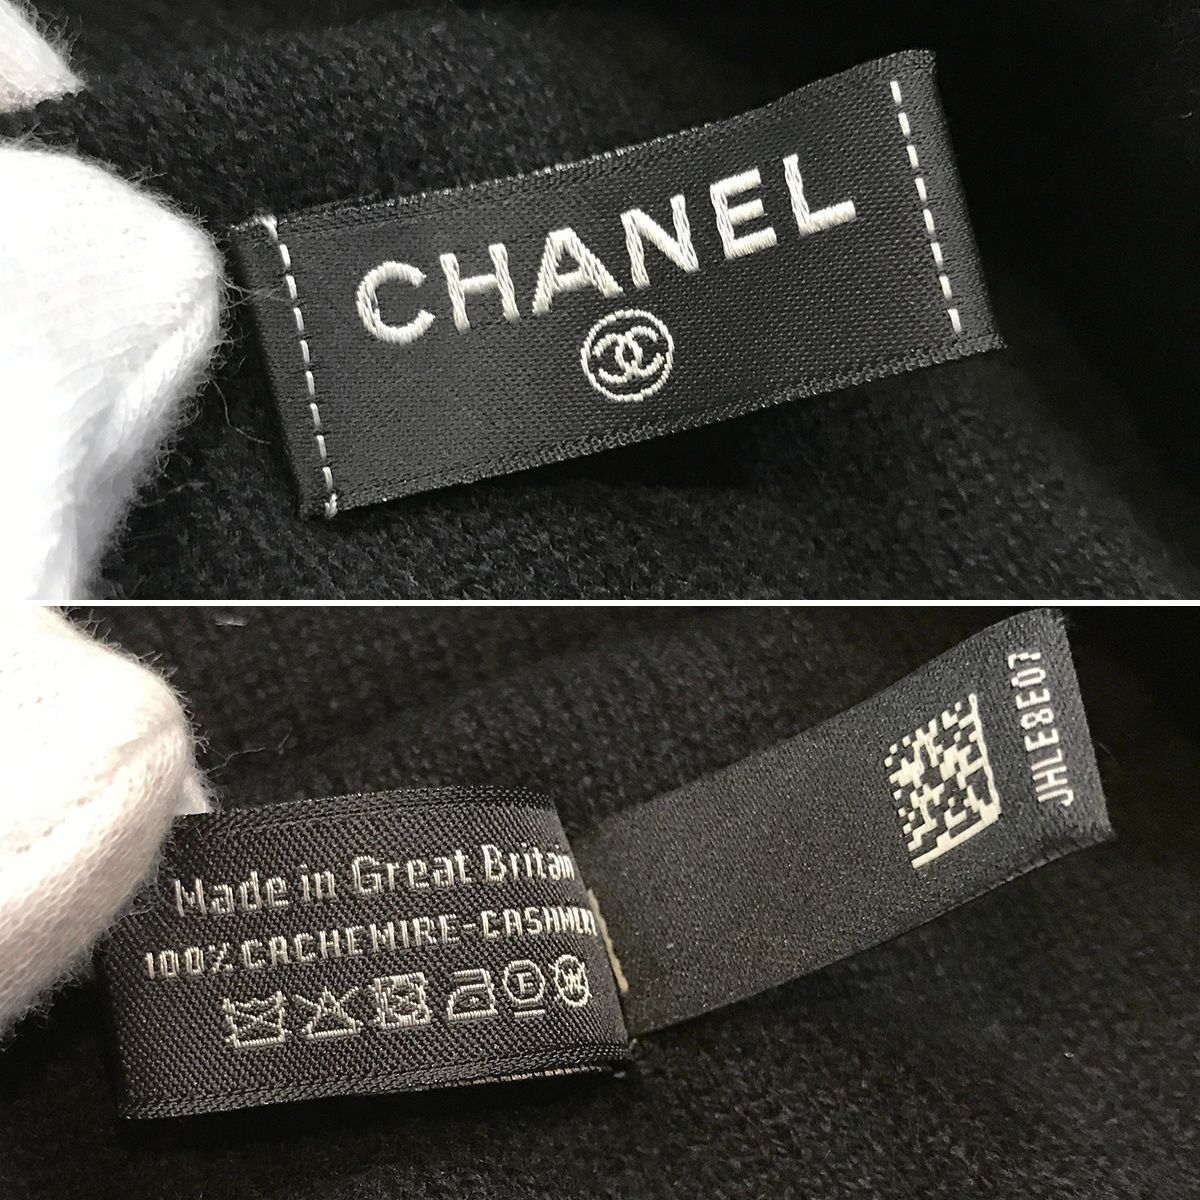 CHANEL
Made in Great Britain
100% CACHEMIRE-CASHMERE
JHLE8E07